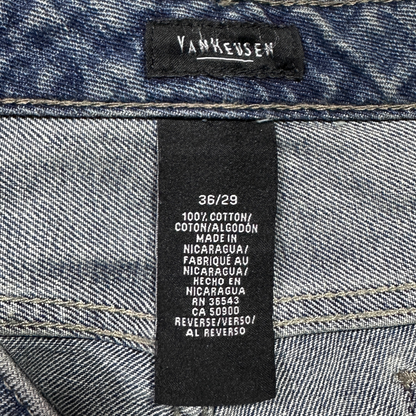 VANHEUSEN
36/29
100% COTTON/
COTON/ALGODÓN
MADE IN
NICARAGUA/
FABRIQUÉ AU
NICARAGUA/
HECHO EN
NICARAGUA
RN 36543
CA 50900
REVERSE/VERSO/
AL REVERSO